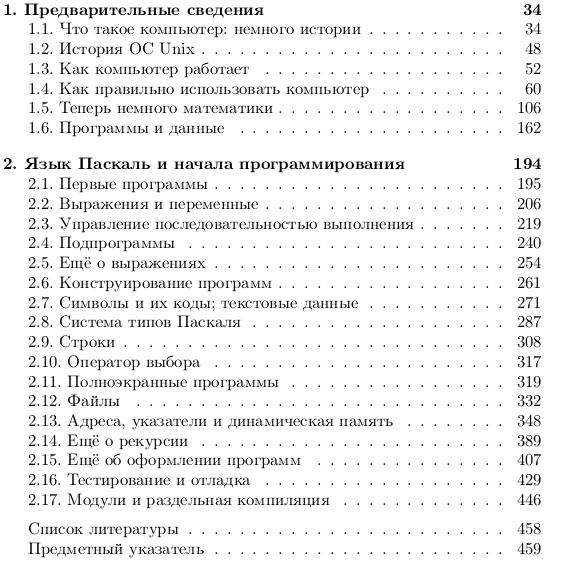 1. Предварительные сведения 34
1.1. Что такое компьютер: немного истории . . . . . . . . . . . 34
1.2. История ОС Unix . . . . . . . . . . . . . . . . . . . . . . . . 48
1.3. Как компьютер работает . . . . . . . . . . . . . . . . . . . 52
1.4. Как правильно использовать компьютер . . . . . . . . . . 60
1.5. Теперь немного математики . . . . . . . . . . . . . . . . . . 106
1.6. Программы и данные . . . . . . . . . . . . . . . . . . . . . 162
2. Язык Паскаль и начала программирования 194
2.1. Первые программы . . . . . . . . . . . . . . . . . . . . . . . 195
2.2. Выражения и переменные . . . . . . . . . . . . . . . . . . . 206
2.3. Управление последовательностью выполнения . . . . . . . 219
2.4. Подпрограммы . . . . . . . . . . . . . . . . . . . . . . . . . 240
2.5. Ещё о выражениях . . . . . . . . . . . . . . . . . . . . . . . 254
2.6. Конструирование программ . . . . . . . . . . . . . . . . . . 261
2.7. Символы и их коды; текстовые данные . . . . . . . . . . . 271
2.8. Система типов Паскаля . . . . . . . . . . . . . . . . . . . . 287
2.9. Строки . . . . . . . . . . . . . . . . . . . . . . . . . . . . . . 308
2.10. Оператор выбора . . . . . . . . . . . . . . . . . . . . . . . 317
2.11. Полноэкранные программы . . . . . . . . . . . . . . . . . 319
2.12. Файлы . . . . . . . . . . . . . . . . . . . . . . . . . . . . . 332
2.13. Адреса, указатели и динамическая память . . . . . . . . 348
2.14. Ещё о рекурсии . . . . . . . . . . . . . . . . . . . . . . . . 389
2.15. Ещё об оформлении программ . . . . . . . . . . . . . . . 407
2.16. Тестирование и отладка . . . . . . . . . . . . . . . . . . . 429
2.17. Модули и раздельная компиляция . . . . . . . . . . . . . 446
Список литературы . . . . . . . . . . . . . . . . . . . . . . . . . 458
Предметный указатель . . . . . . . . . . . . . . . . . . . . . . . 459